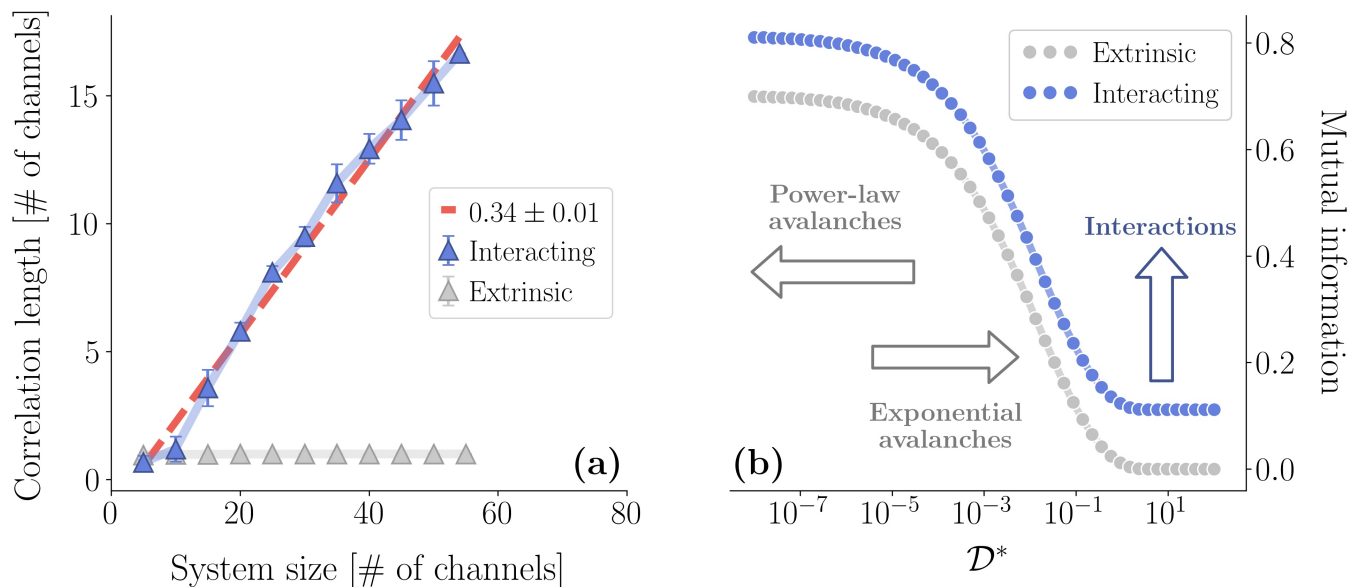 Correlation length [# of channels]
15
10
5
0
0
20
40
60
80
System size [# of channels]
0.34 ± 0.01
Interacting
Extrinsic
(a)
Extrinsic
Interacting
Power-law
avalanches
Interactions
Exponential
avalanches
(b)
0.8
0.6
0.4
0.2
0.0
Mutual information
10⁻⁷
10⁻⁵
10⁻³
10⁻¹
10¹
𝒟*